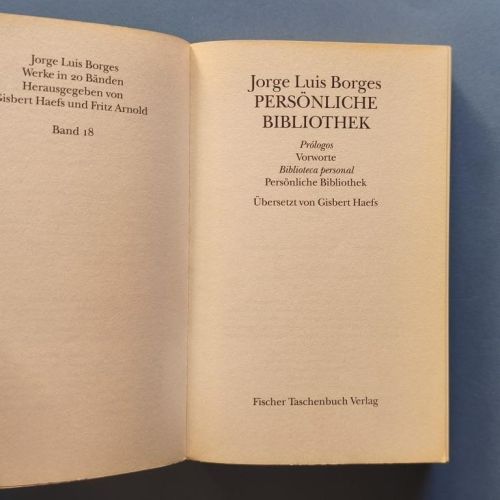 Jorge Luis Borges
Werke in 20 Bänden
Herausgegeben von
Gisbert Haefs und Fritz Arnold
Band 18
Jorge Luis Borges
PERSÖNLICHE
BIBLIOTHEK
Prólogos
Vorworte
Biblioteca personal
Persönliche Bibliothek
Übersetzt von Gisbert Haefs
Fischer Taschenbuch Verlag